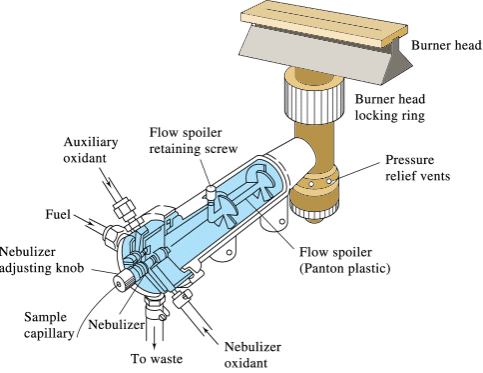 Burner head
Burner head
locking ring
Flow spoiler
retaining screw
Auxiliary
oxidant
Pressure
relief vents
Fuel
Nebulizer
adjusting knob
Flow spoiler
(Panton plastic)
Sample
capillary
Nebulizer
To waste
Nebulizer
oxidant